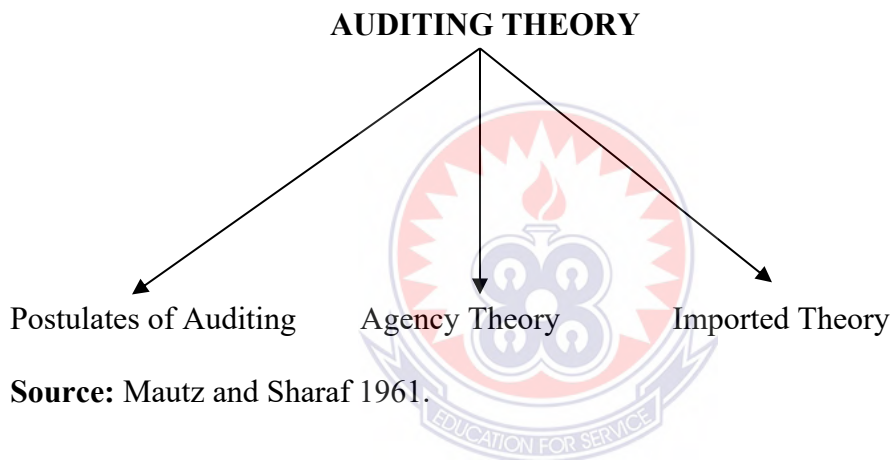 AUDITING THEORY
Postulates of Auditing Agency Theory Imported Theory
Source: Mautz and Sharaf 1961.
EDUCATION FOR SERVICE